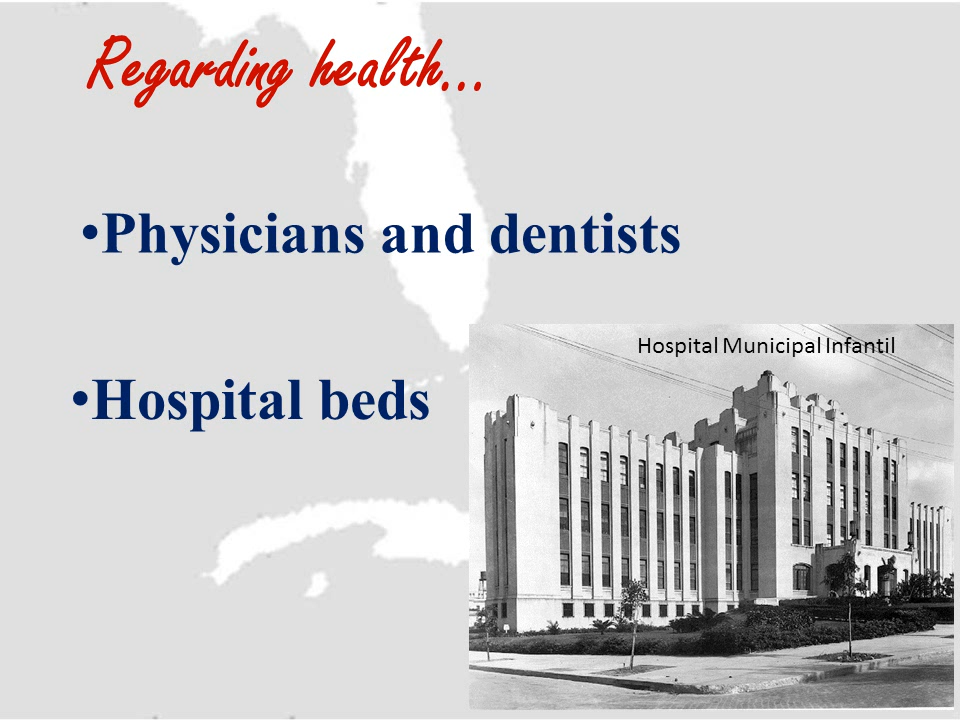 Regarding health...
•Physicians and dentists
Hospital Municipal Infantil
•Hospital beds